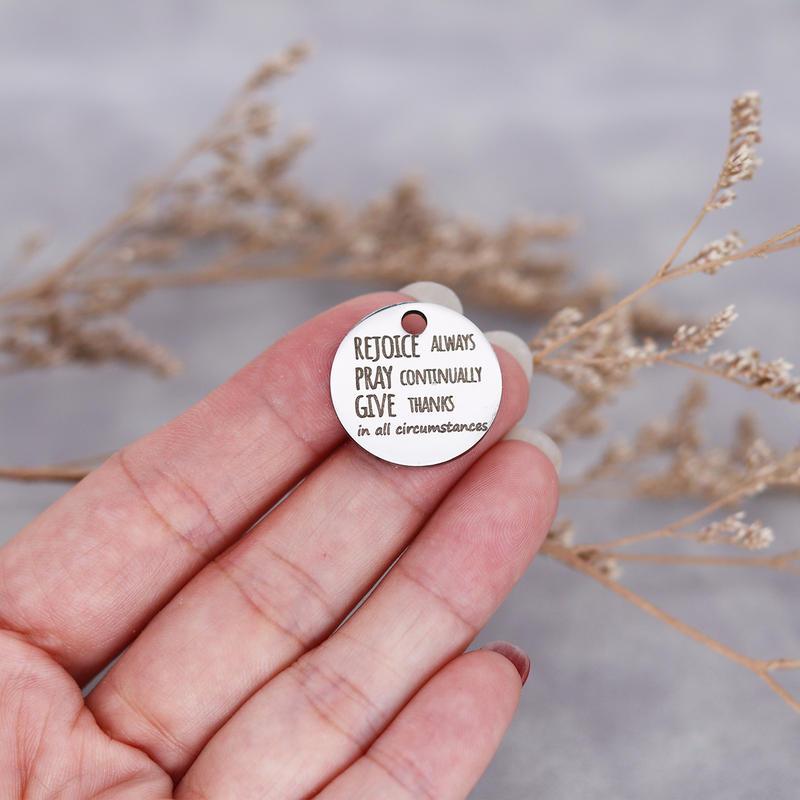 REJOICE ALWAYS
PRAY CONTINUALLY
GIVE THANKS
in all circumstances